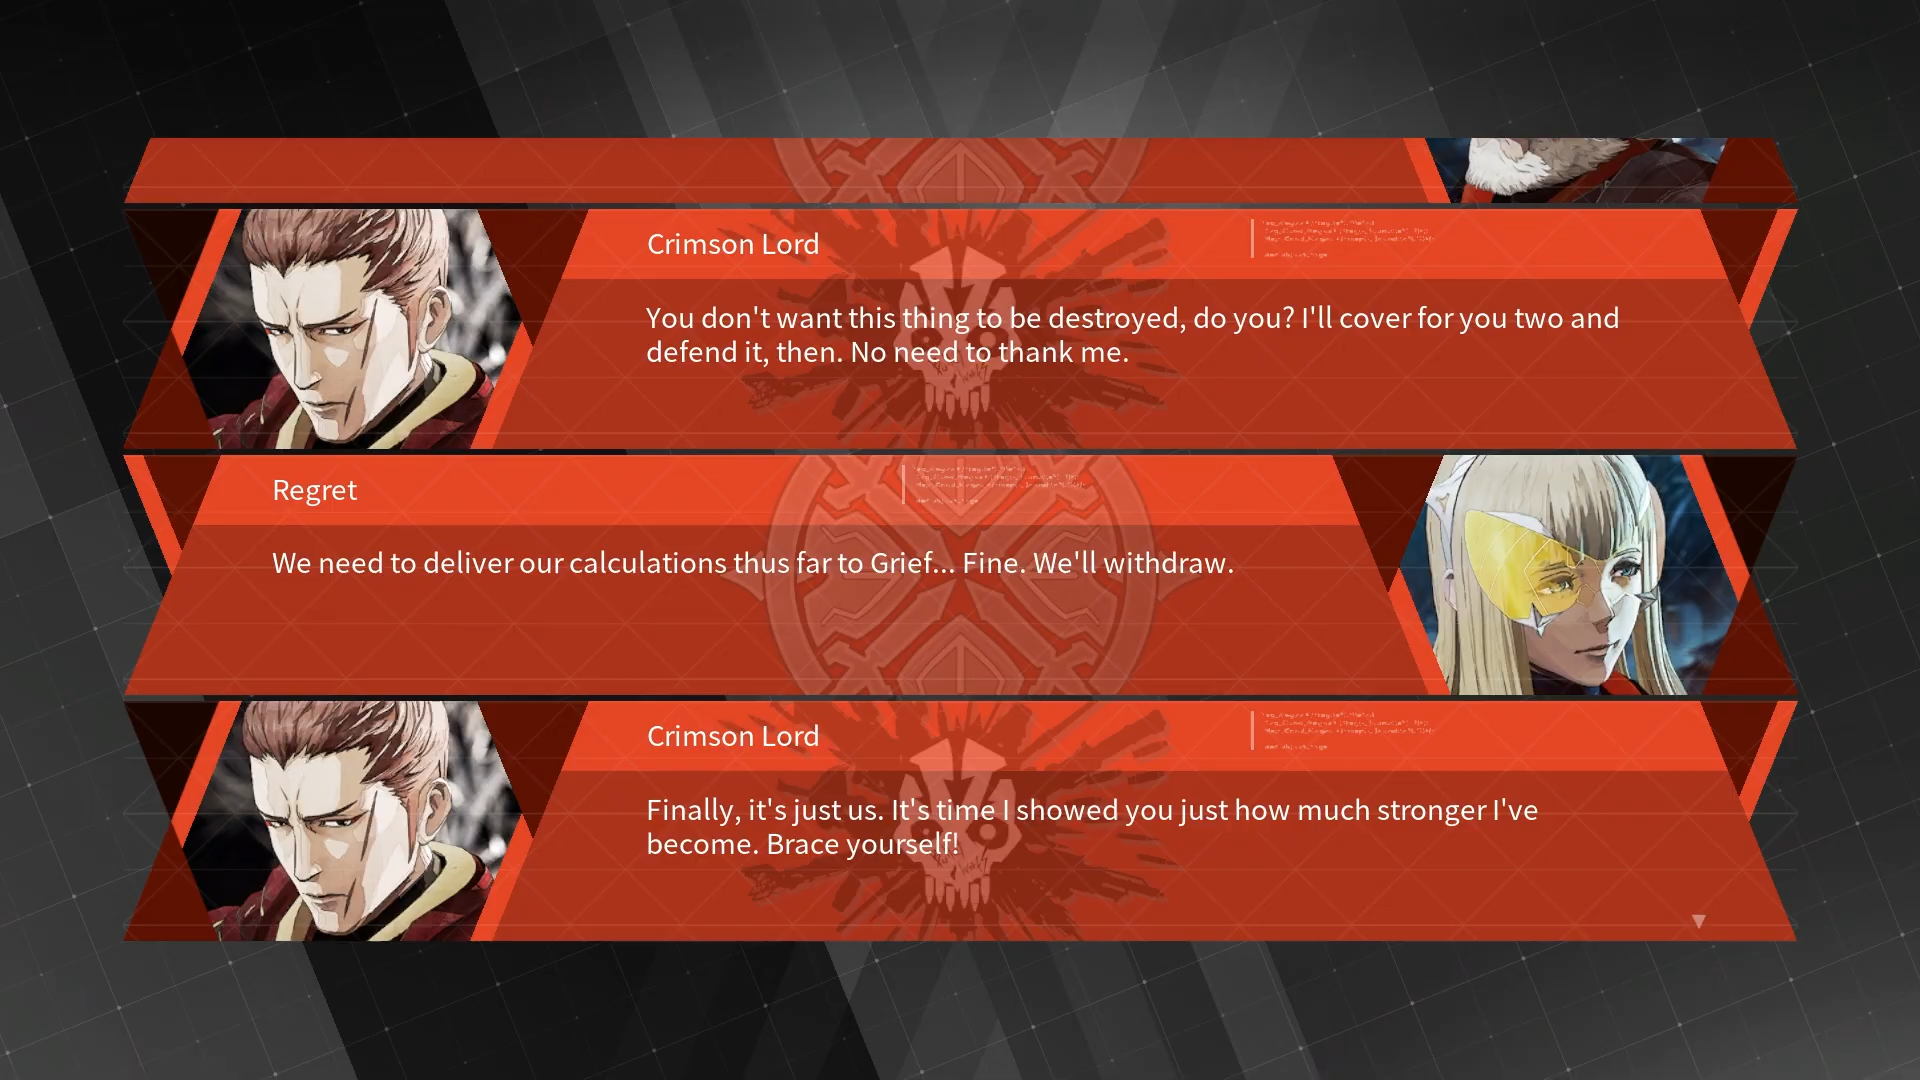 Crimson Lord
You don't want this thing to be destroyed, do you? I'll cover for you two and
defend it, then. No need to thank me.
Regret
We need to deliver our calculations thus far to Grief... Fine. We'll withdraw.
Crimson Lord
Finally, it's just us. It's time I showed you just how much stronger I've
become. Brace yourself!